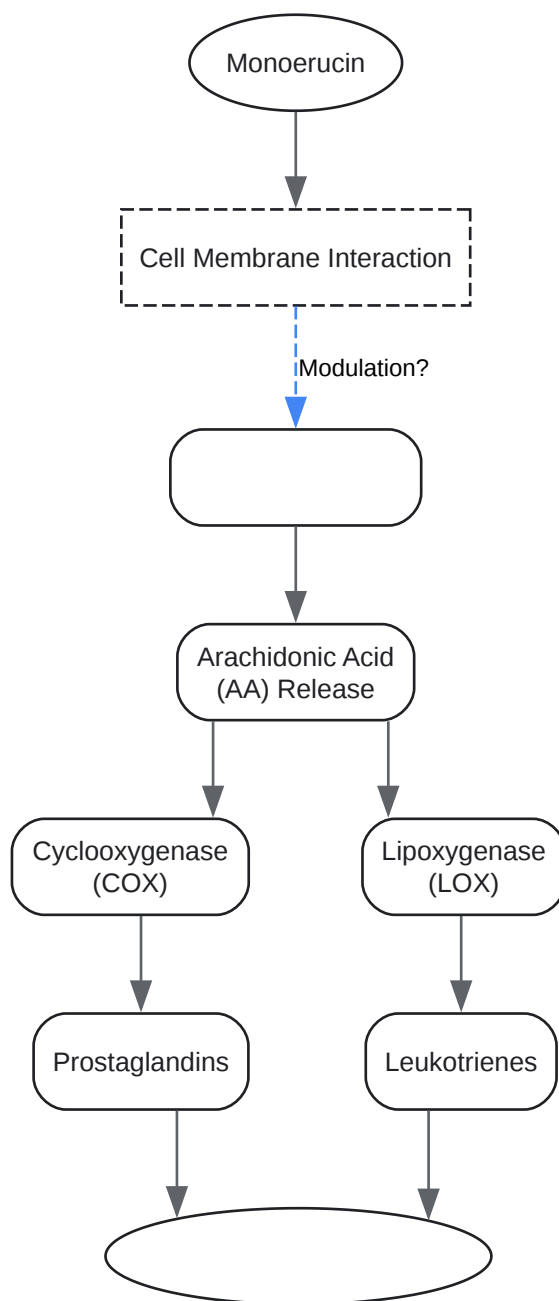 Monoerucin
Cell Membrane Interaction
Modulation?
Arachidonic Acid
(AA) Release
Cyclooxygenase
(COX)
Lipoxygenase
(LOX)
Prostaglandins
Leukotrienes